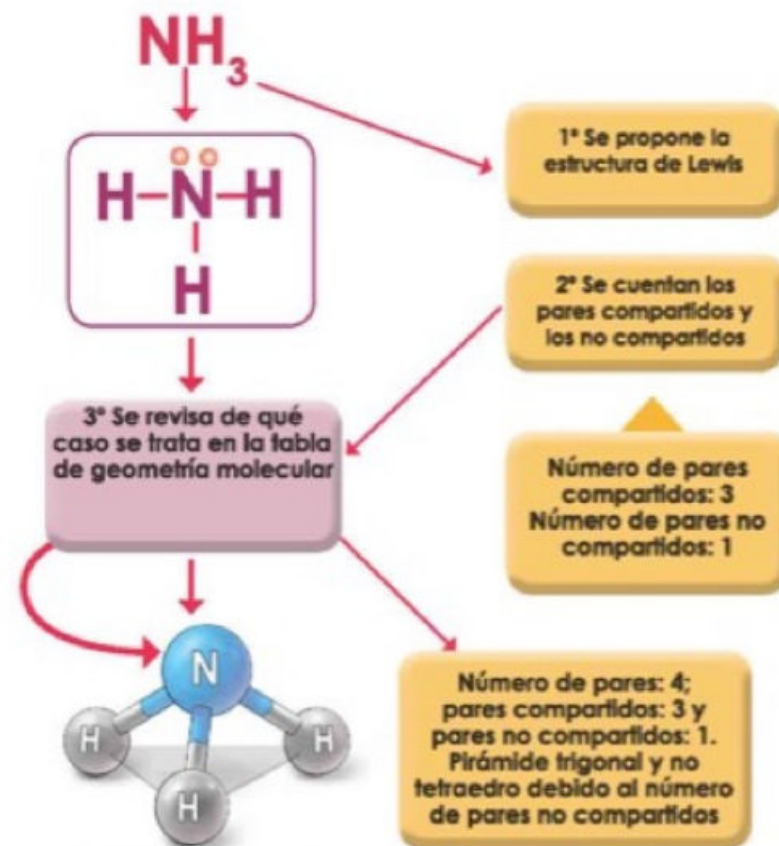 NH3
1º Se propone la
estructura de Lewis
H–N–H
H
2º Se cuentan los
pares compartidos y
los no compartidos
3º Se revisa de qué
caso se trata en la tabla
de geometría molecular
Número de pares
compartidos: 3
Número de pares no
compartidos: 1
N
H
H
H
Número de pares: 4;
pares compartidos: 3 y
pares no compartidos: 1.
Pirámide trigonal y no
tetraedro debido al número
de pares no compartidos